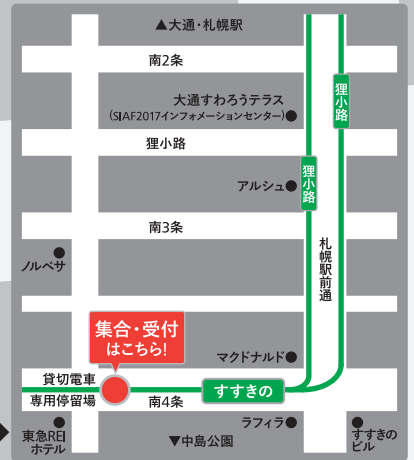 ▲大通・札幌駅
南2条
狸小路
大通すわろうテラス
(SIAF2017インフォメーションセンター)
狸小路
狸小路
アルシュ
南3条
札幌駅前通
ノルベサ
集合・受付
はこちら!
マクドナルド
貸切電車
専用停留場
すすきの
南4条
東急REI
ホテル
▼中島公園
ラフィラ
すすきの
ビル